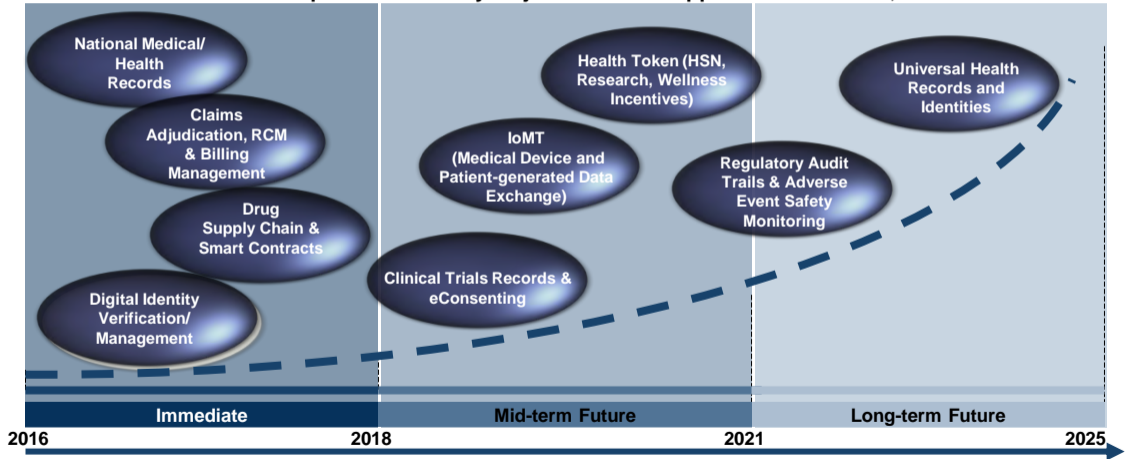 National Medical/
Health
Records
Claims
Adjudication, RCM
& Billing
Management
Drug
Supply Chain &
Smart Contracts
Digital Identity
Verification/
Management
Health Token (HSN,
Research, Wellness
Incentives)
IoMT
(Medical Device and
Patient-generated Data
Exchange)
Clinical Trials Records &
eConsenting
Universal Health
Records and
Identities
Regulatory Audit
Trails & Adverse
Event Safety
Monitoring
Immediate
Mid-term Future
Long-term Future
2016
2018
2021
2025